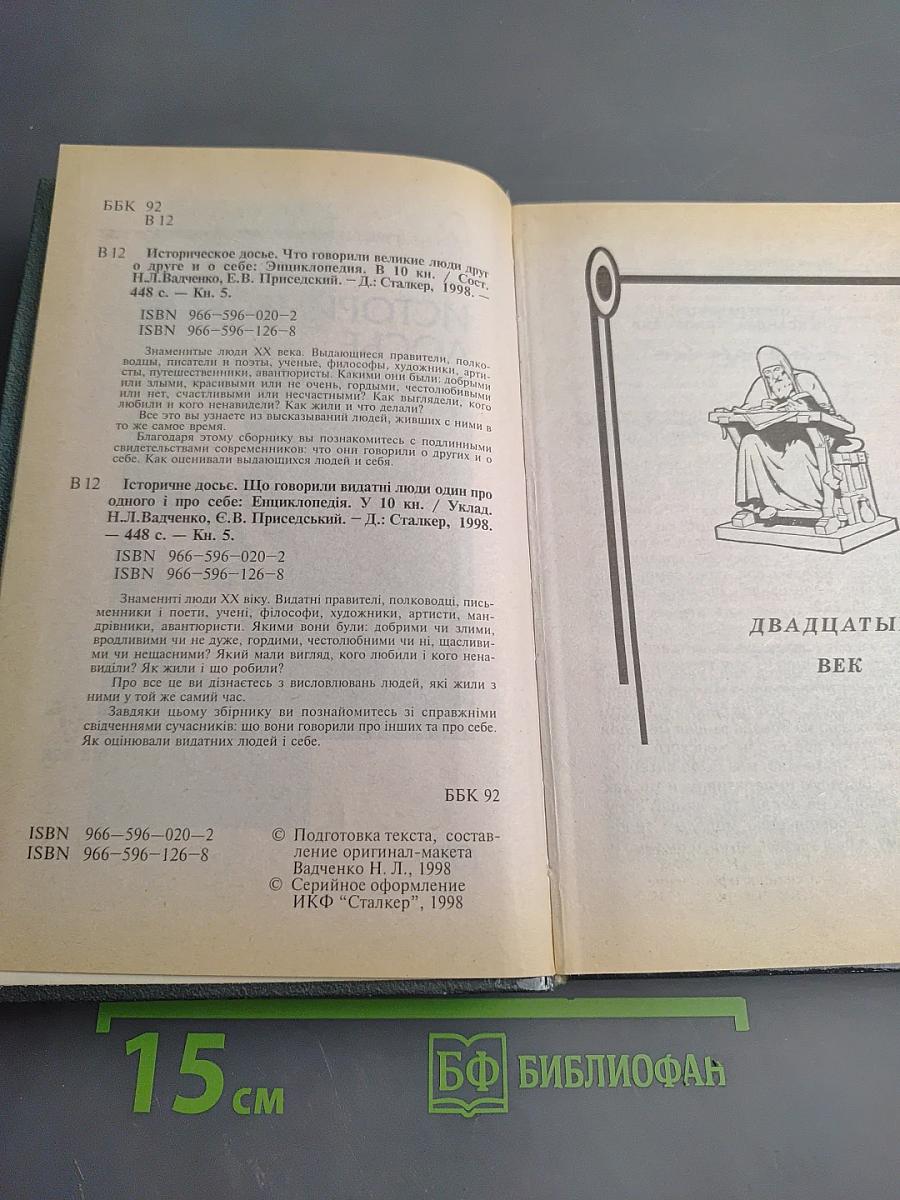 ББК 92
В 12
В 12 Историческое досье. Что говорили великие люди друг
о друге и о себе: Энциклопедия. В 10 кн. / Сост.
Н.Л.Вадченко, Е.В. Приседский. — Д.: Сталкер, 1998. —
448 с. — Кн. 5.
ISBN 966—596—020—2
ISBN 966—596—126—8
Знаменитые люди XX века. Выдающиеся правители, полко-
водцы, писатели и поэты, ученые, философы, художники, арти-
сты, путешественники, авантюристы. Какими они были: добрыми
или злыми, красивыми или не очень, гордыми, честолюбивыми
или нет, счастливыми или несчастными? Как выглядели, кого
любили и кого ненавидели? Как жили и что делали?
Все это вы узнаете из высказываний людей, живших с ними в
то же самое время.
Благодаря этому сборнику вы познакомитесь с подлинными
свидетельствами современников: что они говорили о других и о
себе. Как оценивали выдающихся людей и себя.
В 12 Історичне досьє. Що говорили видатні люди один про
одного і про себе: Енциклопедія. У 10 кн. / Уклад.
Н.Л.Вадченко, Є.В. Приседський. — Д.: Сталкер, 1998.
— 448 с. — Кн. 5.
ISBN 966—596—020—2
ISBN 966—596—126—8
Знамениті люди XX віку. Видатні правителі, полководці, пись-
менники і поети, учені, філософи, художники, артисти, ман-
дрівники, авантюристи. Якими вони були: добрими чи злими,
вродливими чи не дуже, гордими, честолюбними чи ні, щасливи-
ми чи нещасними? Який мали вигляд, кого любили і кого нена-
виділи? Як жили і що робили?
Про все це ви дізнаєтесь з висловлювань людей, які жили з
ними у той же самий час.
Завдяки цьому збірнику ви познайомитесь зі справжніми
свідченнями сучасників: що вони говорили про інших та про себе.
Як оцінювали видатних людей і себе.
ББК 92
ISBN 966—596—020—2
ISBN 966—596—126—8
© Подготовка текста, состав-
ление оригинал-макета
Вадченко Н. Л., 1998
© Серийное оформление
ИКФ “Сталкер”, 1998
ДВАДЦАТЫ
ВЕК
15 см
БФ БИБЛИОФАН